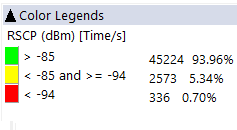 Color Legends
RSCP (dBm) [Time/s]
> -85 45224 93.96%
< -85 and >= -94 2573 5.34%
< -94 336 0.70%